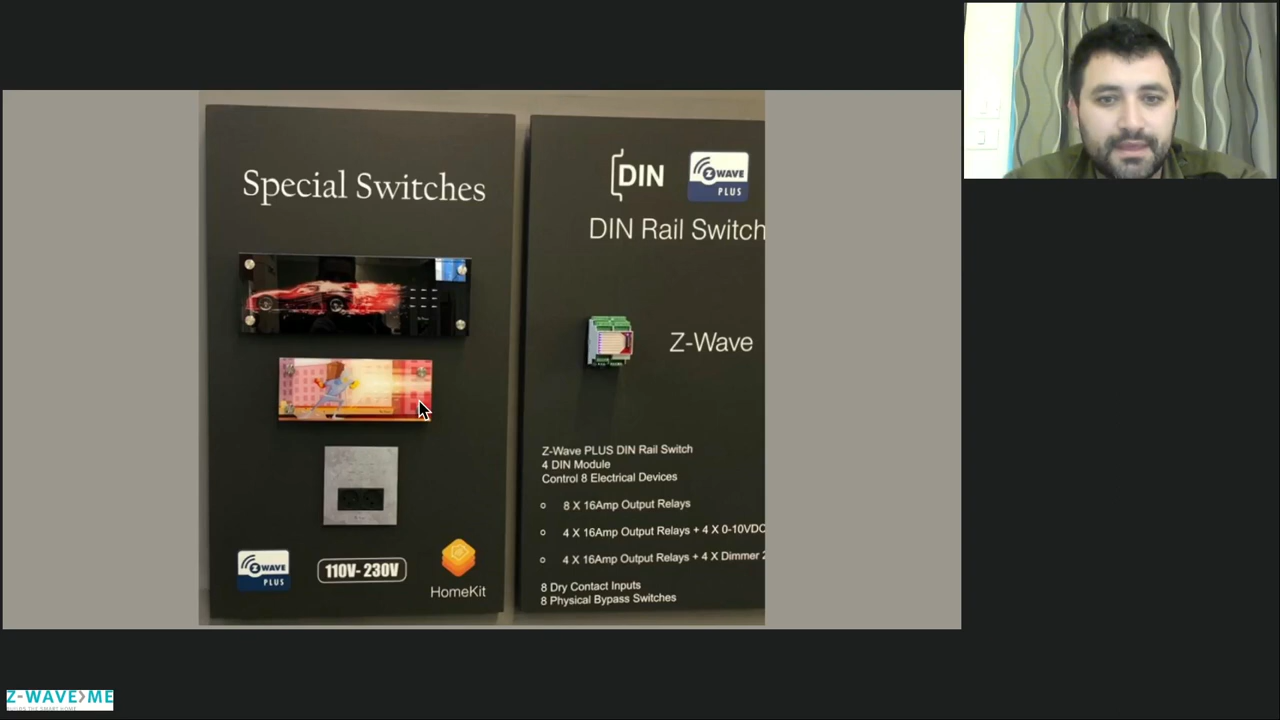 Special Switches
Z WAVE
PLUS
110V- 230V
HomeKit
DIN
Z WAVE
PLUS
DIN Rail Switch
Z-Wave
Z-Wave PLUS DIN Rail Switch
4 DIN Module
Control 8 Electrical Devices
8 X 16Amp Output Relays
4 X 16Amp Output Relays + 4 X 0-10VDC
4 X 16Amp Output Relays + 4 X Dimmer 2
8 Dry Contact Inputs
8 Physical Bypass Switches
Z-WAVE>ME